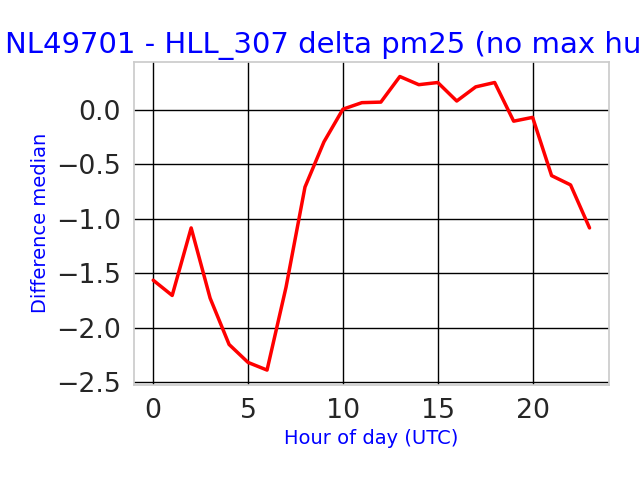 NL49701 - HLL_307 delta pm25 (no max hu
0.0
−0.5
−1.0
−1.5
−2.0
−2.5
Difference median
0 5 10 15 20
Hour of day (UTC)